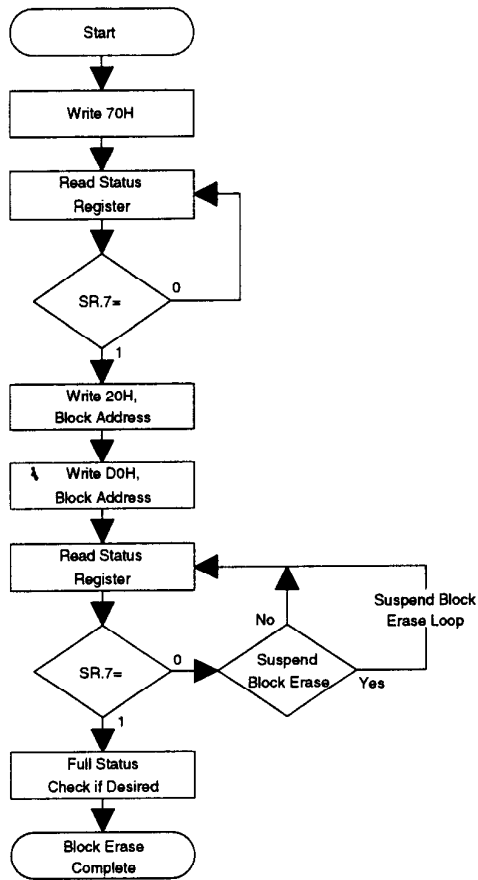 Start
Write 70H
Read Status
Register
0
SR.7=
1
Write 20H,
Block Address
Write D0H,
Block Address
Read Status
Register
Suspend Block
Erase Loop
No
0
SR.7=
Suspend
Block Erase
Yes
1
Full Status
Check if Desired
Block Erase
Complete